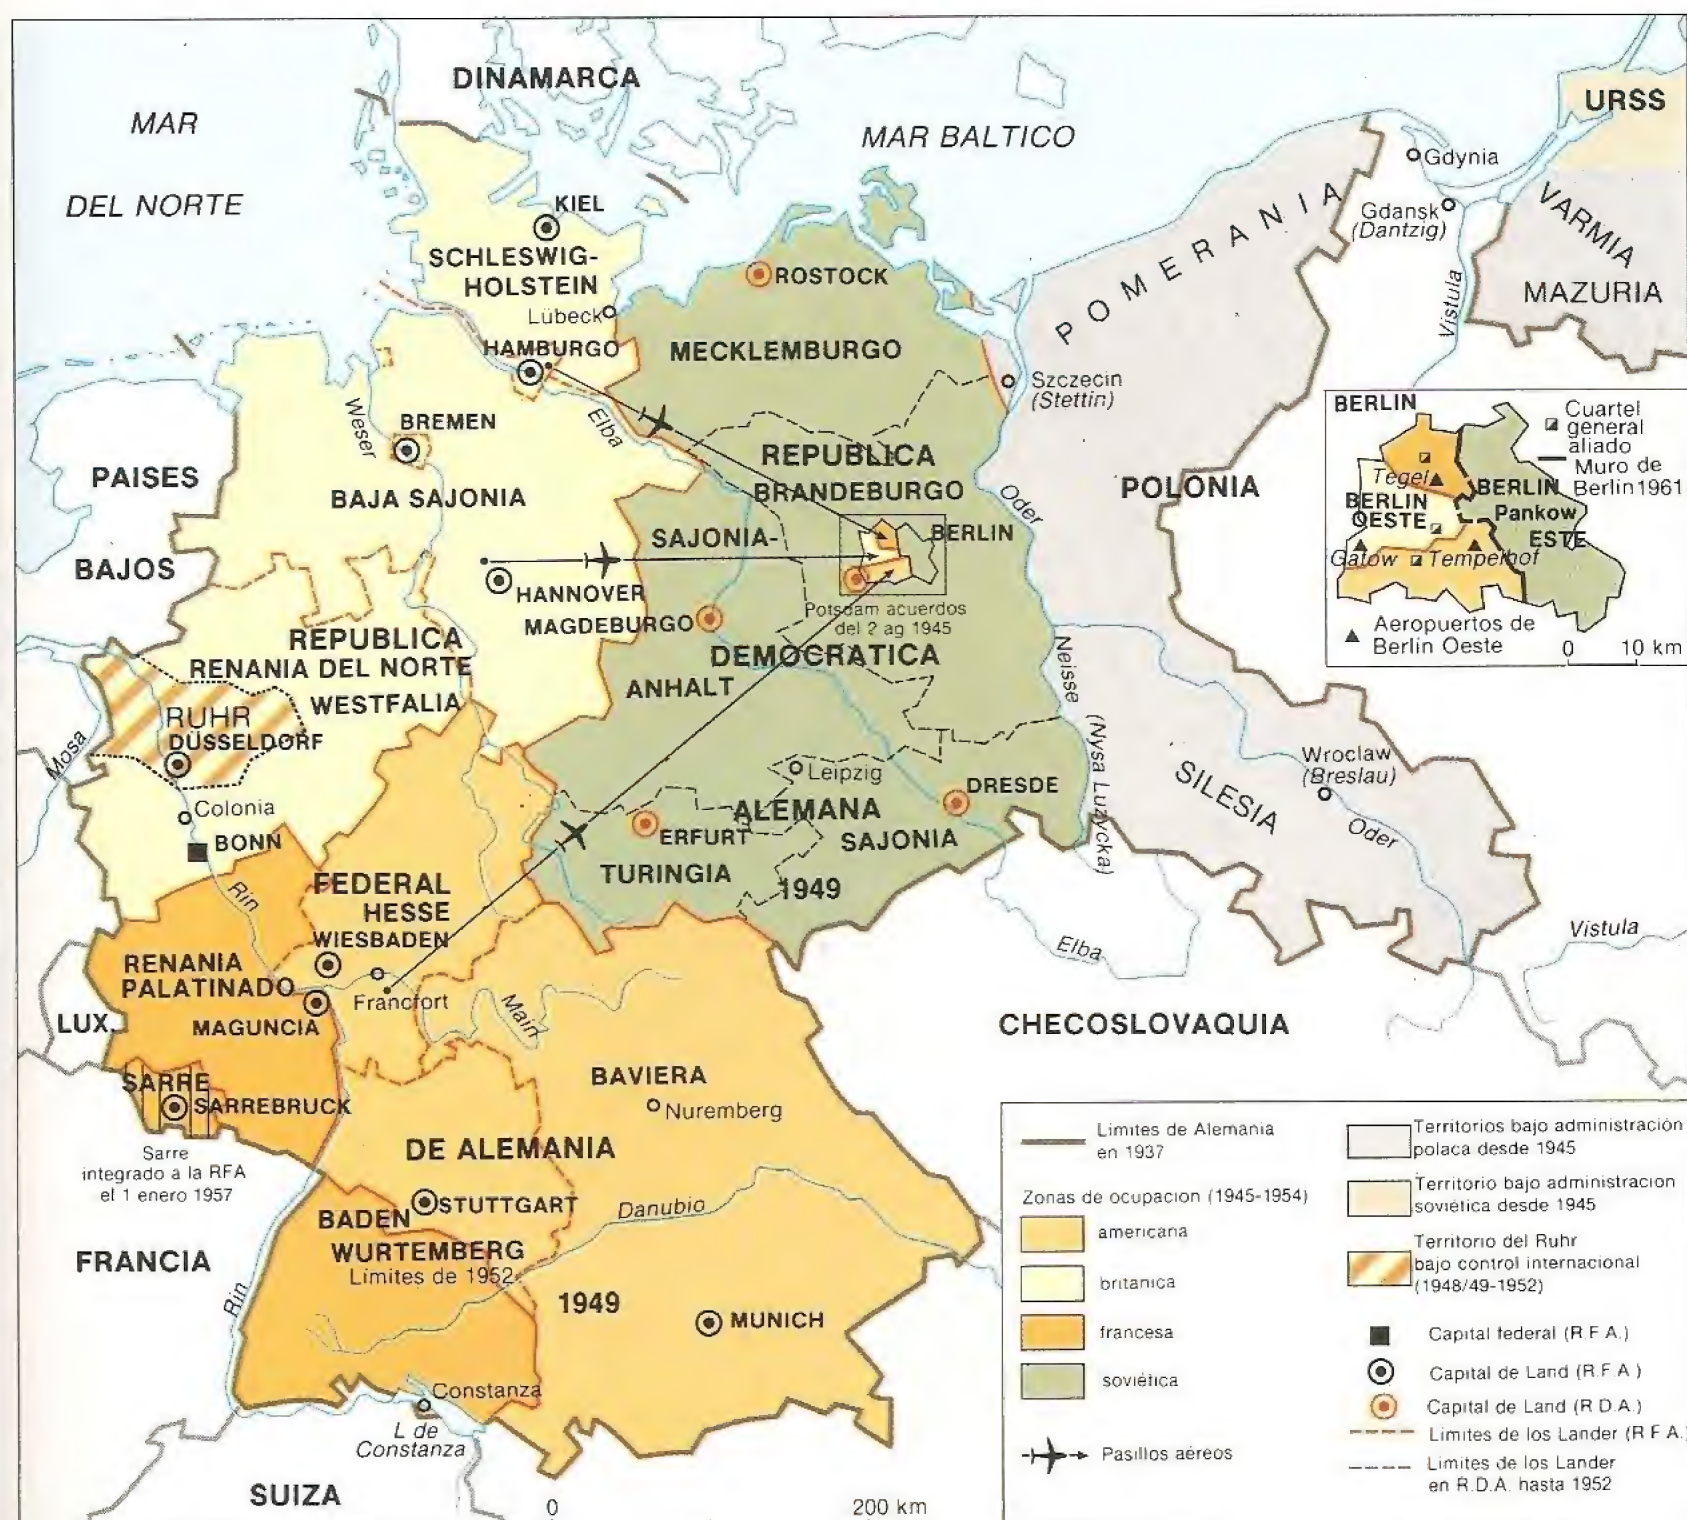 DINAMARCA
MAR
DEL NORTE
MAR BALTICO
URSS
Gdynia
Gdansk
(Dantzig)
VARMIA
MAZURIA
Vistula
POMERANIA
KIEL
SCHLESWIG-
HOLSTEIN
Lübeck
ROSTOCK
HAMBURGO
MECKLEMBURGO
Szczecin
(Stettin)
Weser
Elba
BREMEN
PAISES
BAJOS
BAJA SAJONIA
REPUBLICA
BRANDEBURGO
Oder
POLONIA
SAJONIA-
BERLIN
HANNOVER
MAGDEBURGO
Potsdam acuerdos
del 2 ag 1945
REPUBLICA
RENANIA DEL NORTE
WESTFALIA
DEMOCRATICA
ANHALT
Neisse
(Nysa Luzycka)
RUHR
DÜSSELDORF
Mosa
Colonia
BONN
Leipzig
DRESDE
ALEMANA
SAJONIA
ERFURT
TURINGIA
1949
SILESIA
Wroclaw
(Breslau)
Oder
Rin
FEDERAL
HESSE
WIESBADEN
Elba
Vistula
RENANIA
PALATINADO
Francfort
Main
LUX.
MAGUNCIA
CHECOSLOVAQUIA
SARRE
SARREBRUCK
Sarre
integrado a la RFA
el 1 enero 1957
BAVIERA
Nuremberg
DE ALEMANIA
STUTTGART
Danubio
BADEN
WURTEMBERG
Limites de 1952
FRANCIA
Rin
1949
MUNICH
Constanza
L de
Constanza
SUIZA
0 200 km
BERLIN
Cuartel
general
aliado
Muro de
Berlin 1961
Tegel
BERLIN
OESTE
BERLIN
Pankow
ESTE
Gatow
Tempelhof
Aeropuertos de
Berlin Oeste
0 10 km
Limites de Alemania
en 1937
Zonas de ocupacion (1945-1954)
americana
britanica
francesa
soviética
Pasillos aéreos
Territorios bajo administración
polaca desde 1945
Territorio bajo administracion
soviética desde 1945
Territorio del Ruhr
bajo control internacional
(1948/49-1952)
Capital federal (R.F.A.)
Capital de Land (R.F.A.)
Capital de Land (R.D.A.)
Limites de los Lander (R.F.A.)
Limites de los Lander
en R.D.A. hasta 1952